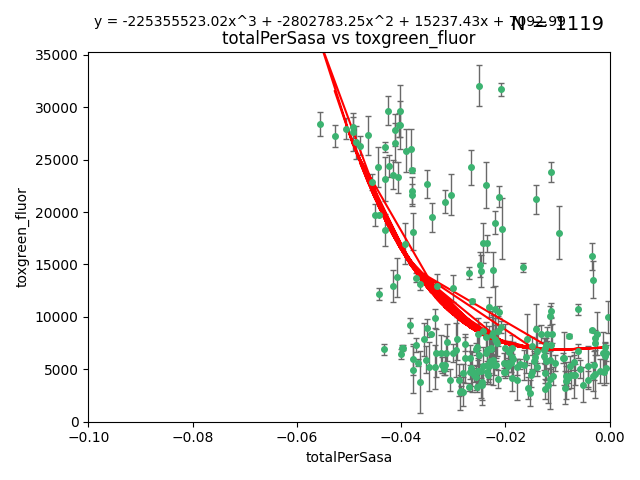 y = -225355523.02x^3 + -2802783.25x^2 + 15237.43x + 7092.99
N = 1119
totalPerSasa vs toxgreen_fluor
35000
30000
25000
20000
15000
10000
5000
0
toxgreen_fluor
−0.10 −0.08 −0.06 −0.04 −0.02 0.00
totalPerSasa